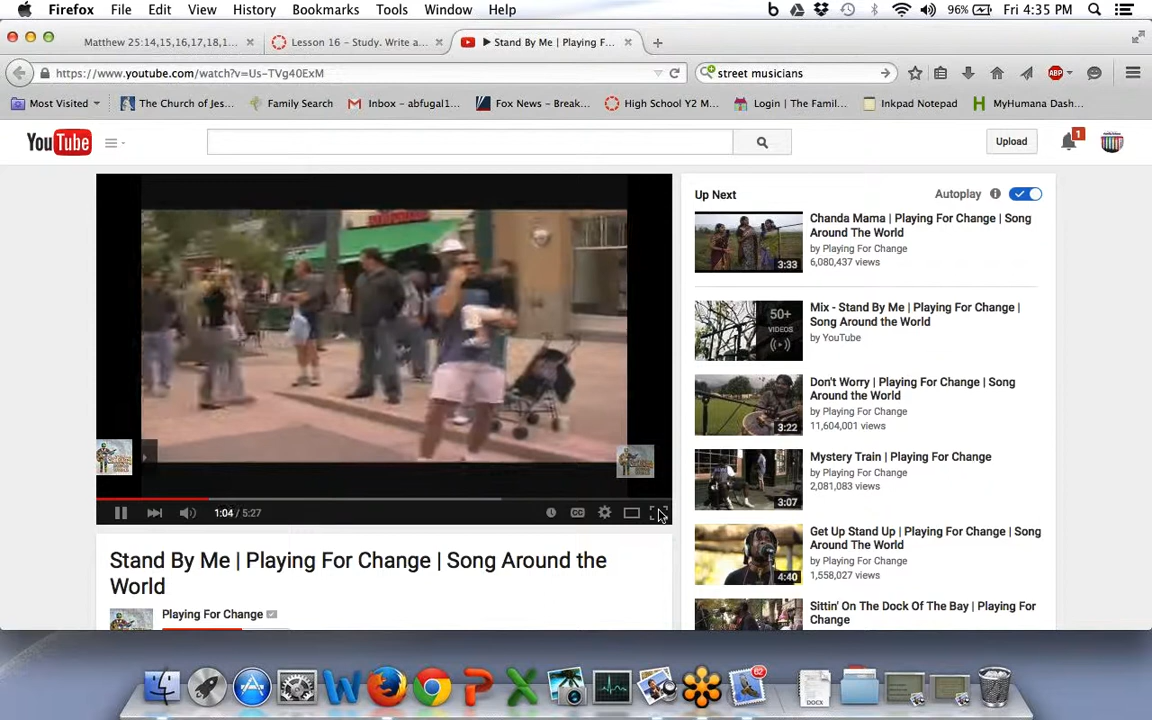 Firefox File Edit View History Bookmarks Tools Window Help 96% Fri 4:35 PM
Matthew 25:14,15,16,17,18,1... Lesson 16 – Study. Write a... ▶ Stand By Me | Playing F...
https://www.youtube.com/watch?v=Us-TVg40ExM street musicians ABP
Most Visited The Church of Jes... Family Search Inbox - abfugal1... Fox News - Break... High School Y2 M... Login | The Famil... Inkpad Notepad MyHumana Dash...
YouTube Upload 1
Up Next Autoplay
Chanda Mama | Playing For Change | Song
Around The World
by Playing For Change
6,080,437 views
3:33
Mix - Stand By Me | Playing For Change |
Song Around the World
by YouTube
50+
VIDEOS
Don't Worry | Playing For Change | Song
Around the World
by Playing For Change
11,604,001 views
3:22
Mystery Train | Playing For Change
by Playing For Change
2,081,083 views
3:07
Get Up Stand Up | Playing For Change | Song
Around The World
by Playing For Change
1,558,027 views
4:40
Sittin' On The Dock Of The Bay | Playing For
Change
1:04 / 5:27 CC
Stand By Me | Playing For Change | Song Around the
World
Playing For Change
82
DOCX